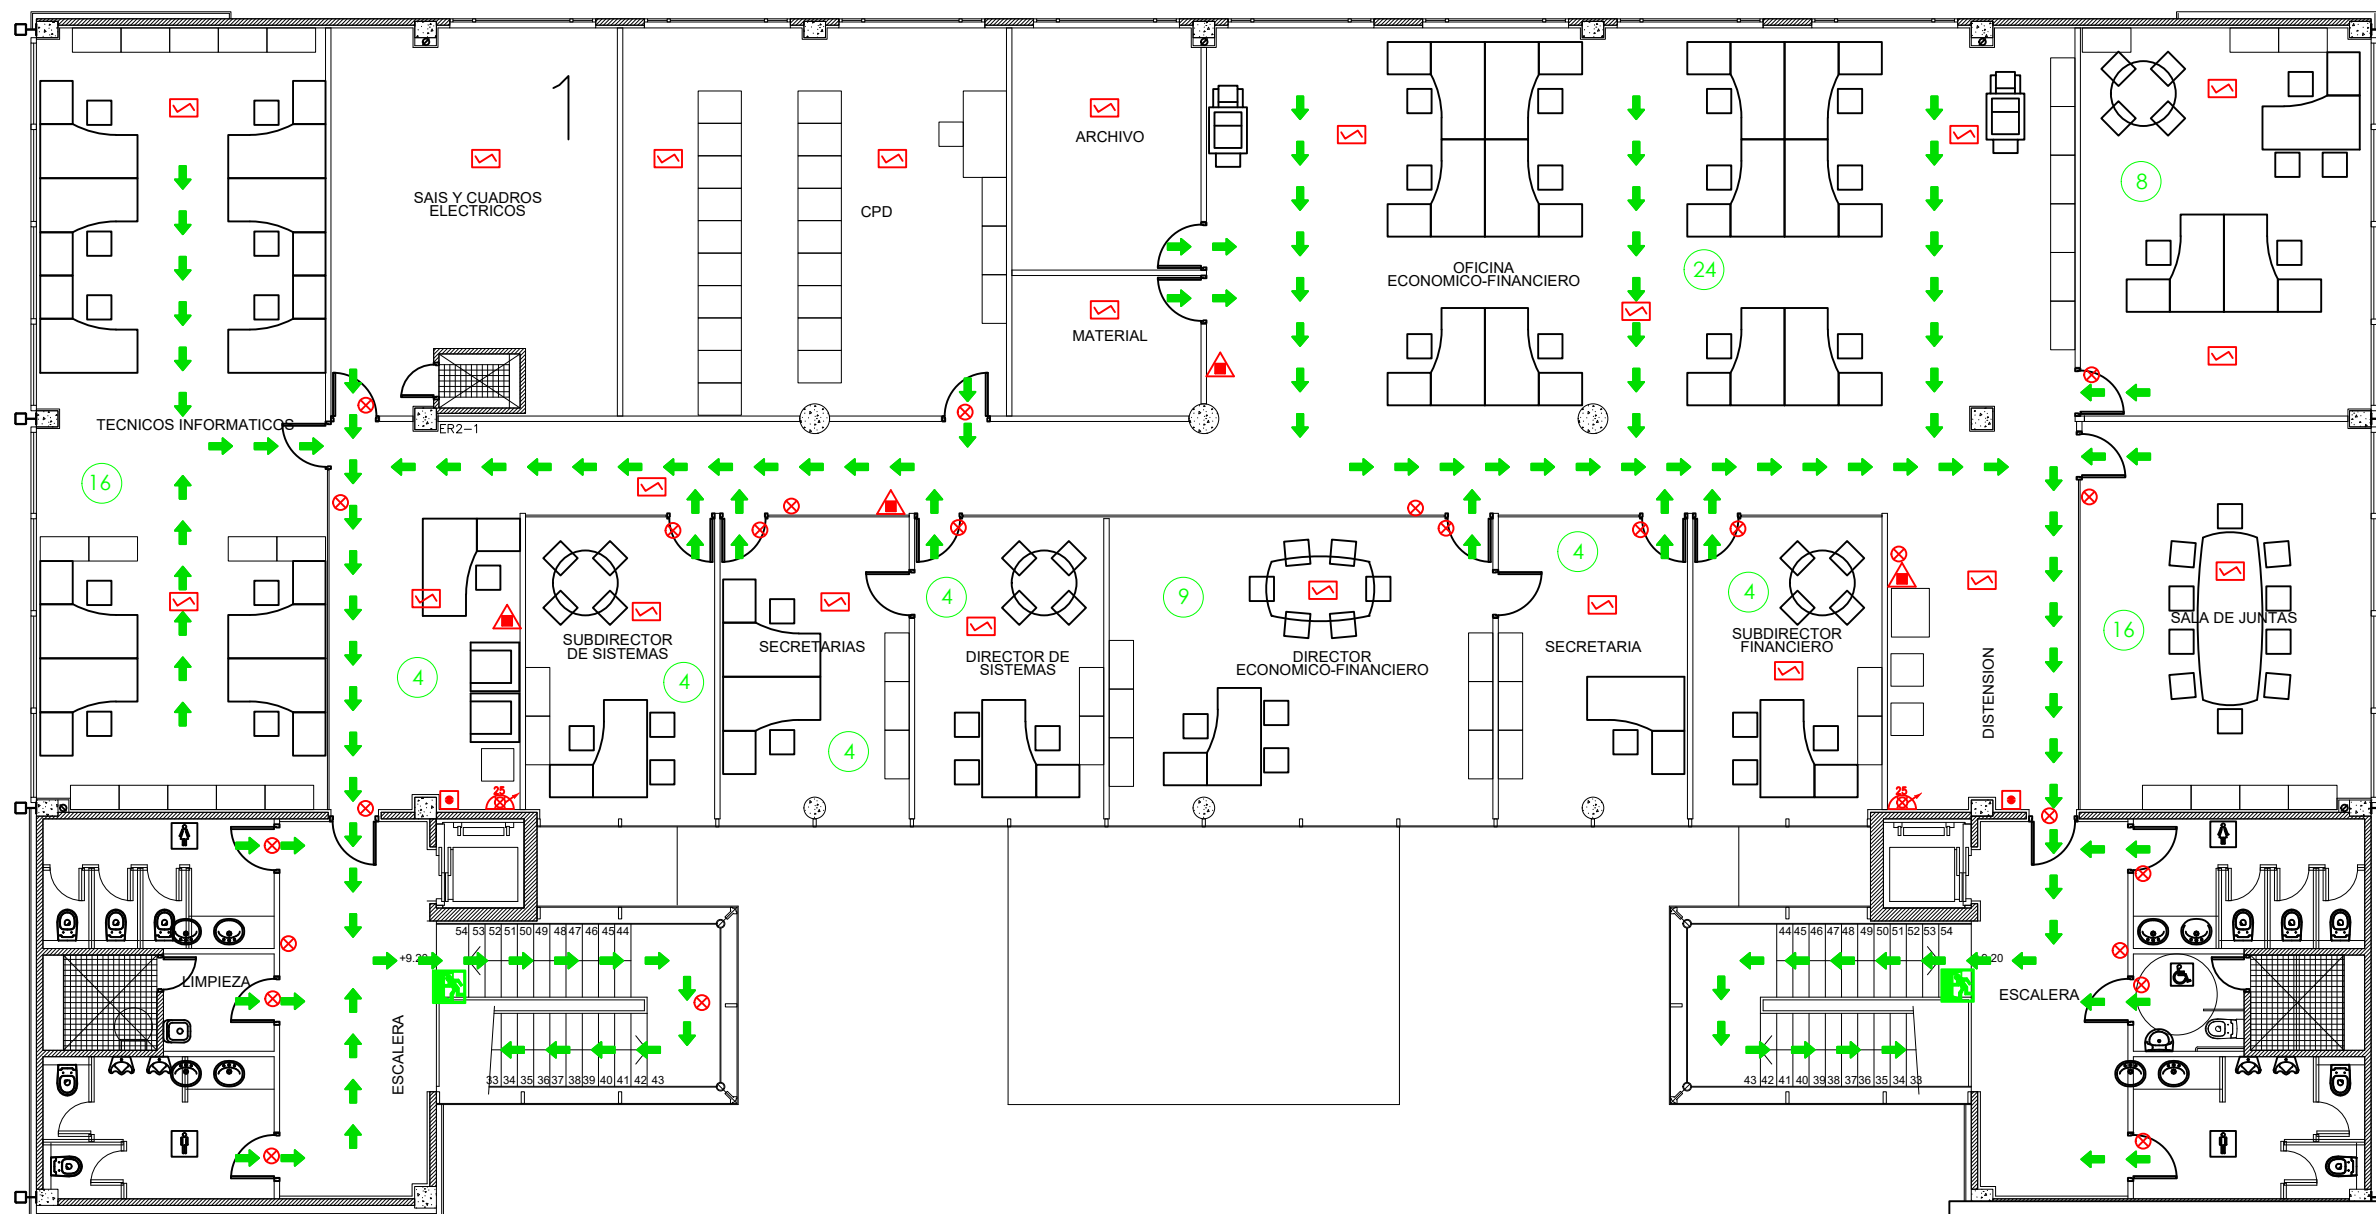 1
ARCHIVO
8
SAIS Y CUADROS
ELECTRICOS
CPD
OFICINA
ECONOMICO-FINANCIERO
24
MATERIAL
TECNICOS INFORMATICOS
ER2-1
16
4
SUBDIRECTOR
DE SISTEMAS
4
SECRETARIAS
4
4
DIRECTOR DE
SISTEMAS
9
DIRECTOR
ECONOMICO-FINANCIERO
4
SECRETARIA
4
SUBDIRECTOR
FINANCIERO
DISTENSION
16
SALA DE JUNTAS
25
25
54 53 52 51 50 49 48 47 46 45 44
44 45 46 47 48 49 50 51 52 53 54
LIMPIEZA
ESCALERA
ESCALERA
33 34 35 36 37 38 39 40 41 42 43
43 42 41 40 39 38 37 36 35 34 33